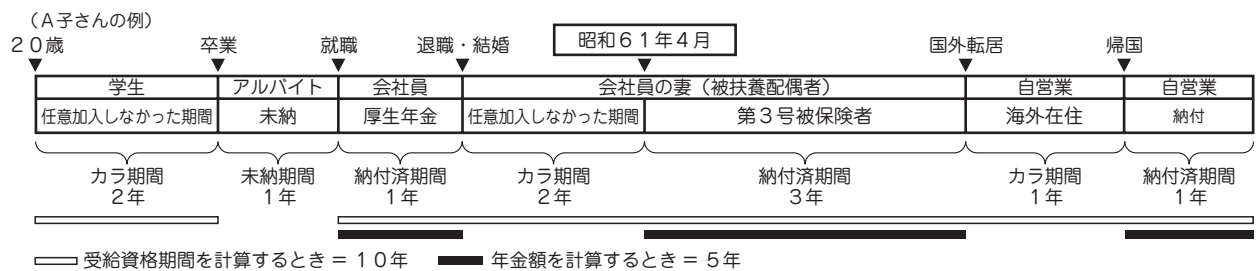 （A子さんの例）
20歳 卒業 就職 退職・結婚 昭和61年4月 国外転居 帰国
学生 アルバイト 会社員 会社員の妻（被扶養配偶者） 自営業 自営業
任意加入しなかった期間 未納 厚生年金 任意加入しなかった期間 第3号被保険者 海外在住 納付
カラ期間 未納期間 納付済期間 カラ期間 納付済期間 カラ期間 納付済期間
2年 1年 1年 2年 3年 1年 1年
受給資格期間を計算するとき = 10年 年金額を計算するとき = 5年